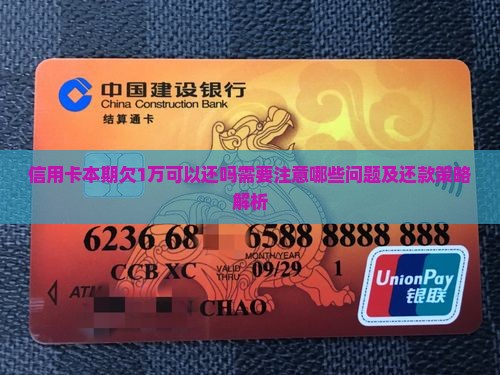 中国建设银行
China Construction Bank
结算通卡
信用卡本期欠1万可以还吗需要注意哪些问题及还款策略
解析
6236 68 6588 8888 888
MONTH/YEAR
CCB XC VALID THRU 09/29 1
ATM
CHAO
UnionPay
银联